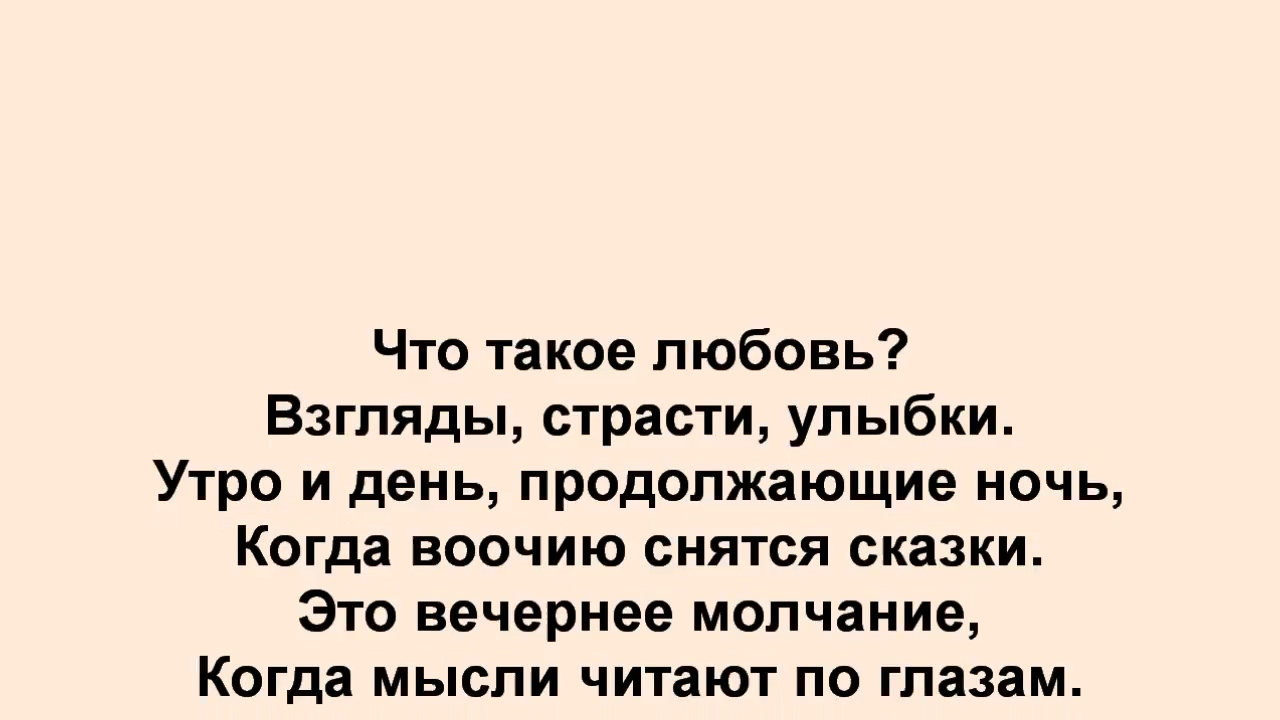 Что такое любовь?
Взгляды, страсти, улыбки.
Утро и день, продолжающие ночь,
Когда воочию снятся сказки.
Это вечернее молчание,
Когда мысли читают по глазам.